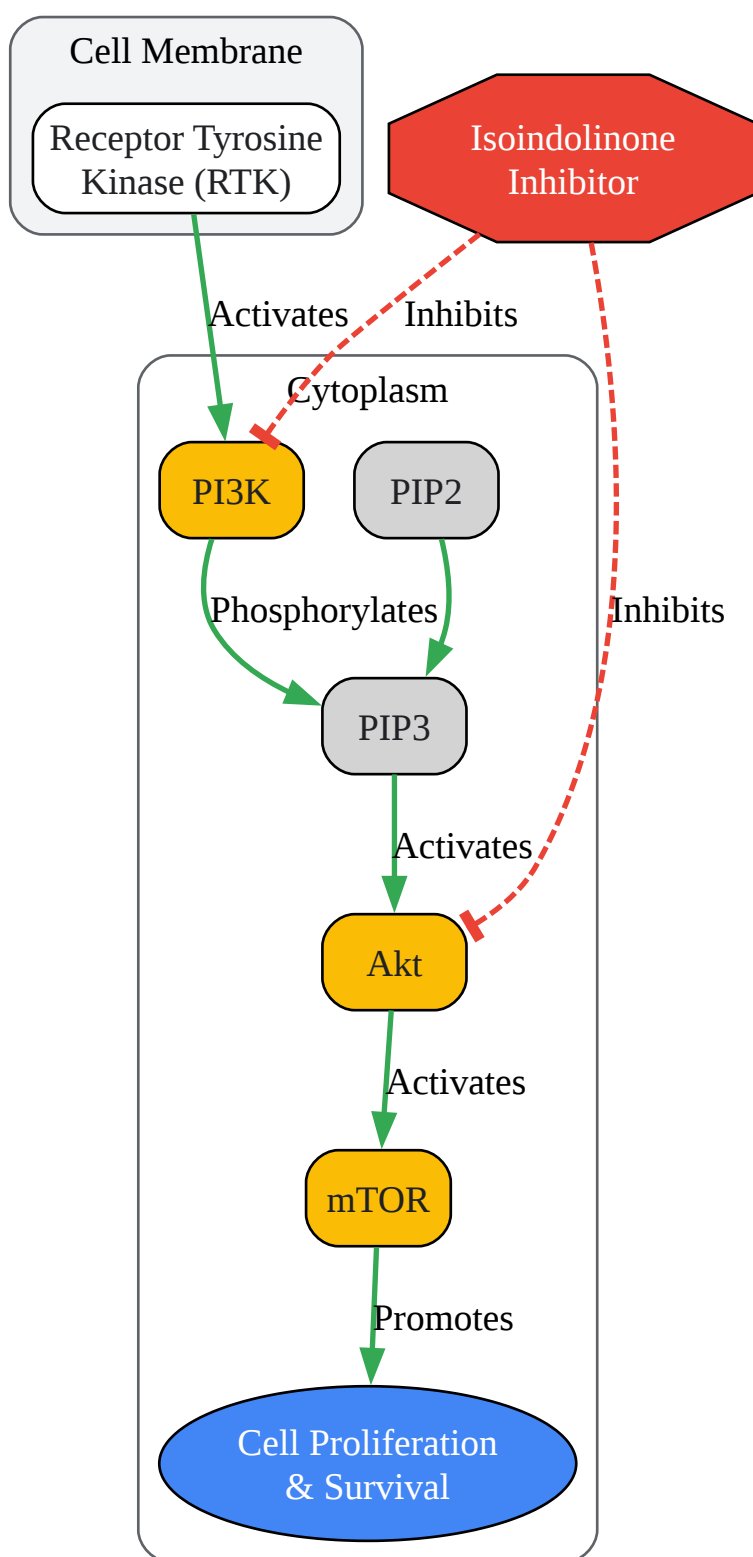 Cell Membrane
Receptor Tyrosine
Kinase (RTK)
Isoindolinone
Inhibitor
Activates
Inhibits
Cytoplasm
PI3K
PIP2
Phosphorylates
Inhibits
PIP3
Activates
Akt
Activates
mTOR
Promotes
Cell Proliferation
& Survival